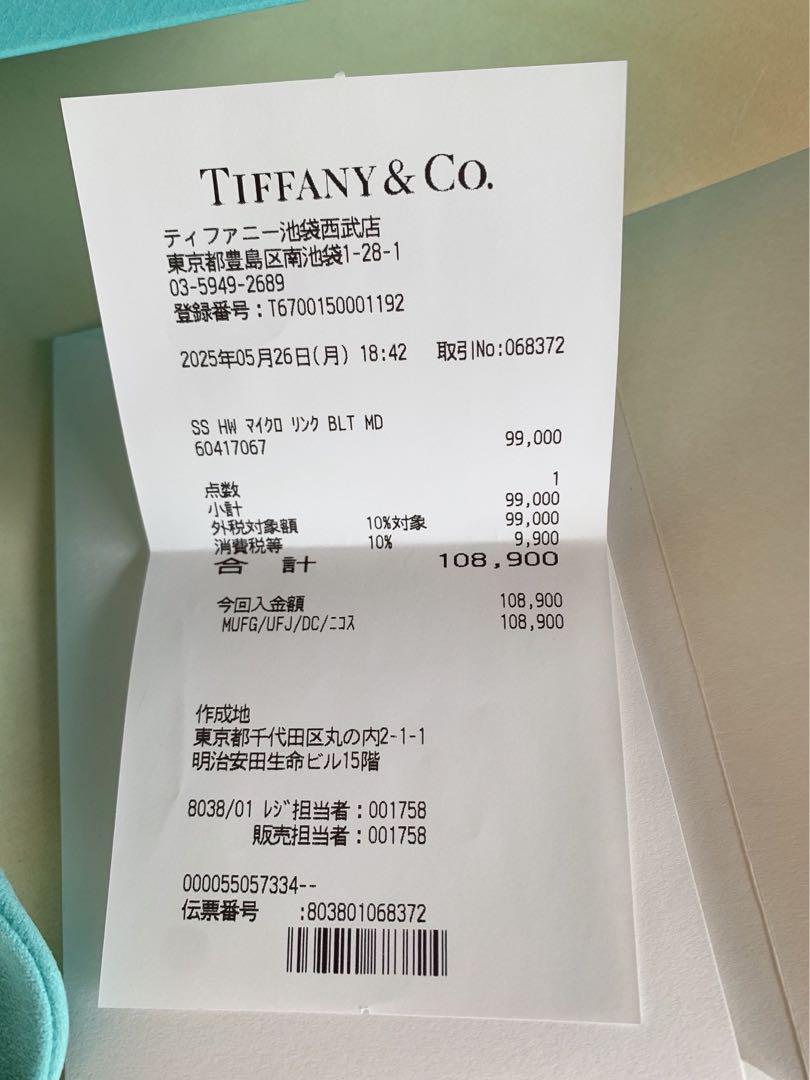 TIFFANY & CO.
ティファニー池袋西武店
東京都豊島区南池袋1-28-1
03-5949-2689
登録番号:T6700150001192
2025年05月26日(月) 18:42 取引No:068372
SS HW マイクロ リンク BLT MD
60417067 99,000
点数 1
小計 99,000
外税対象額 10%対象 99,000
消費税等 10% 9,900
合 計 108,900
今回入金額 108,900
MUFG/UFJ/DC/ニコス 108,900
作成地
東京都千代田区丸の内2-1-1
明治安田生命ビル15階
8038/01 レジ担当者:001758
販売担当者:001758
000055057334--
伝票番号 :803801068372